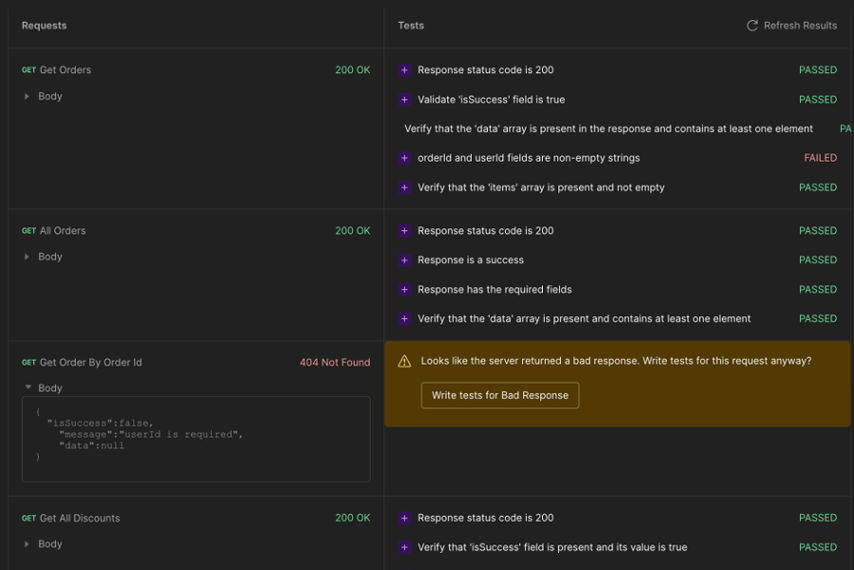 Requests
Tests
Refresh Results
GET Get Orders
200 OK
Body
Response status code is 200
PASSED
Validate 'isSuccess' field is true
PASSED
Verify that the 'data' array is present in the response and contains at least one element
PA
orderId and userId fields are non-empty strings
FAILED
Verify that the 'items' array is present and not empty
PASSED
GET All Orders
200 OK
Body
Response status code is 200
PASSED
Response is a success
PASSED
Response has the required fields
PASSED
Verify that the 'data' array is present and contains at least one element
PASSED
GET Get Order By Order Id
404 Not Found
Body
{
"isSuccess":false,
"message":"userId is required",
"data":null
}
Looks like the server returned a bad response. Write tests for this request anyway?
Write tests for Bad Response
GET Get All Discounts
200 OK
Body
Response status code is 200
PASSED
Verify that 'isSuccess' field is present and its value is true
PASSED